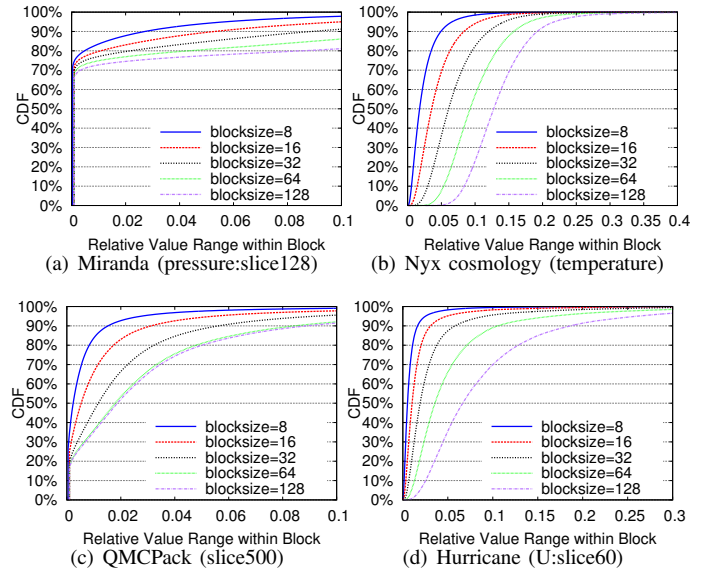 100%
90%
80%
70%
60%
50%
40%
30%
20%
10%
0%
CDF
blocksize=8
blocksize=16
blocksize=32
blocksize=64
blocksize=128
0 0.02 0.04 0.06 0.08 0.1
Relative Value Range within Block
(a) Miranda (pressure:slice128)
100%
90%
80%
70%
60%
50%
40%
30%
20%
10%
0%
CDF
blocksize=8
blocksize=16
blocksize=32
blocksize=64
blocksize=128
0 0.05 0.1 0.15 0.2 0.25 0.3 0.35 0.4
Relative Value Range within Block
(b) Nyx cosmology (temperature)
100%
90%
80%
70%
60%
50%
40%
30%
20%
10%
0%
CDF
blocksize=8
blocksize=16
blocksize=32
blocksize=64
blocksize=128
0 0.02 0.04 0.06 0.08 0.1
Relative Value Range within Block
(c) QMCPack (slice500)
100%
90%
80%
70%
60%
50%
40%
30%
20%
10%
0%
CDF
blocksize=8
blocksize=16
blocksize=32
blocksize=64
blocksize=128
0 0.05 0.1 0.15 0.2 0.25 0.3
Relative Value Range within Block
(d) Hurricane (U:slice60)